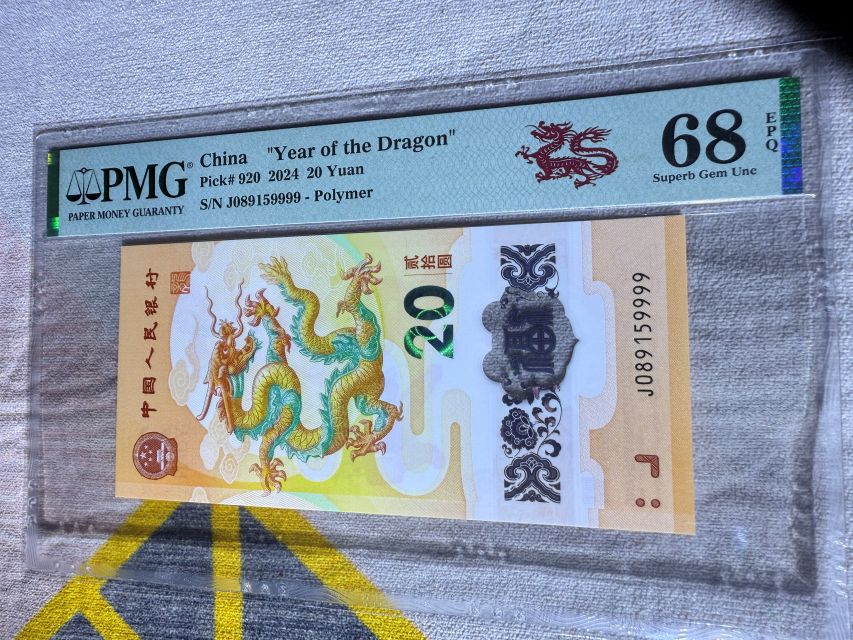 PMG®
PAPER MONEY GUARANTY
China "Year of the Dragon"
Pick# 920 2024 20 Yuan
S/N J089159999 - Polymer
68
EPQ
Superb Gem Unc
中国人民银行
贰拾圆
20
J089159999